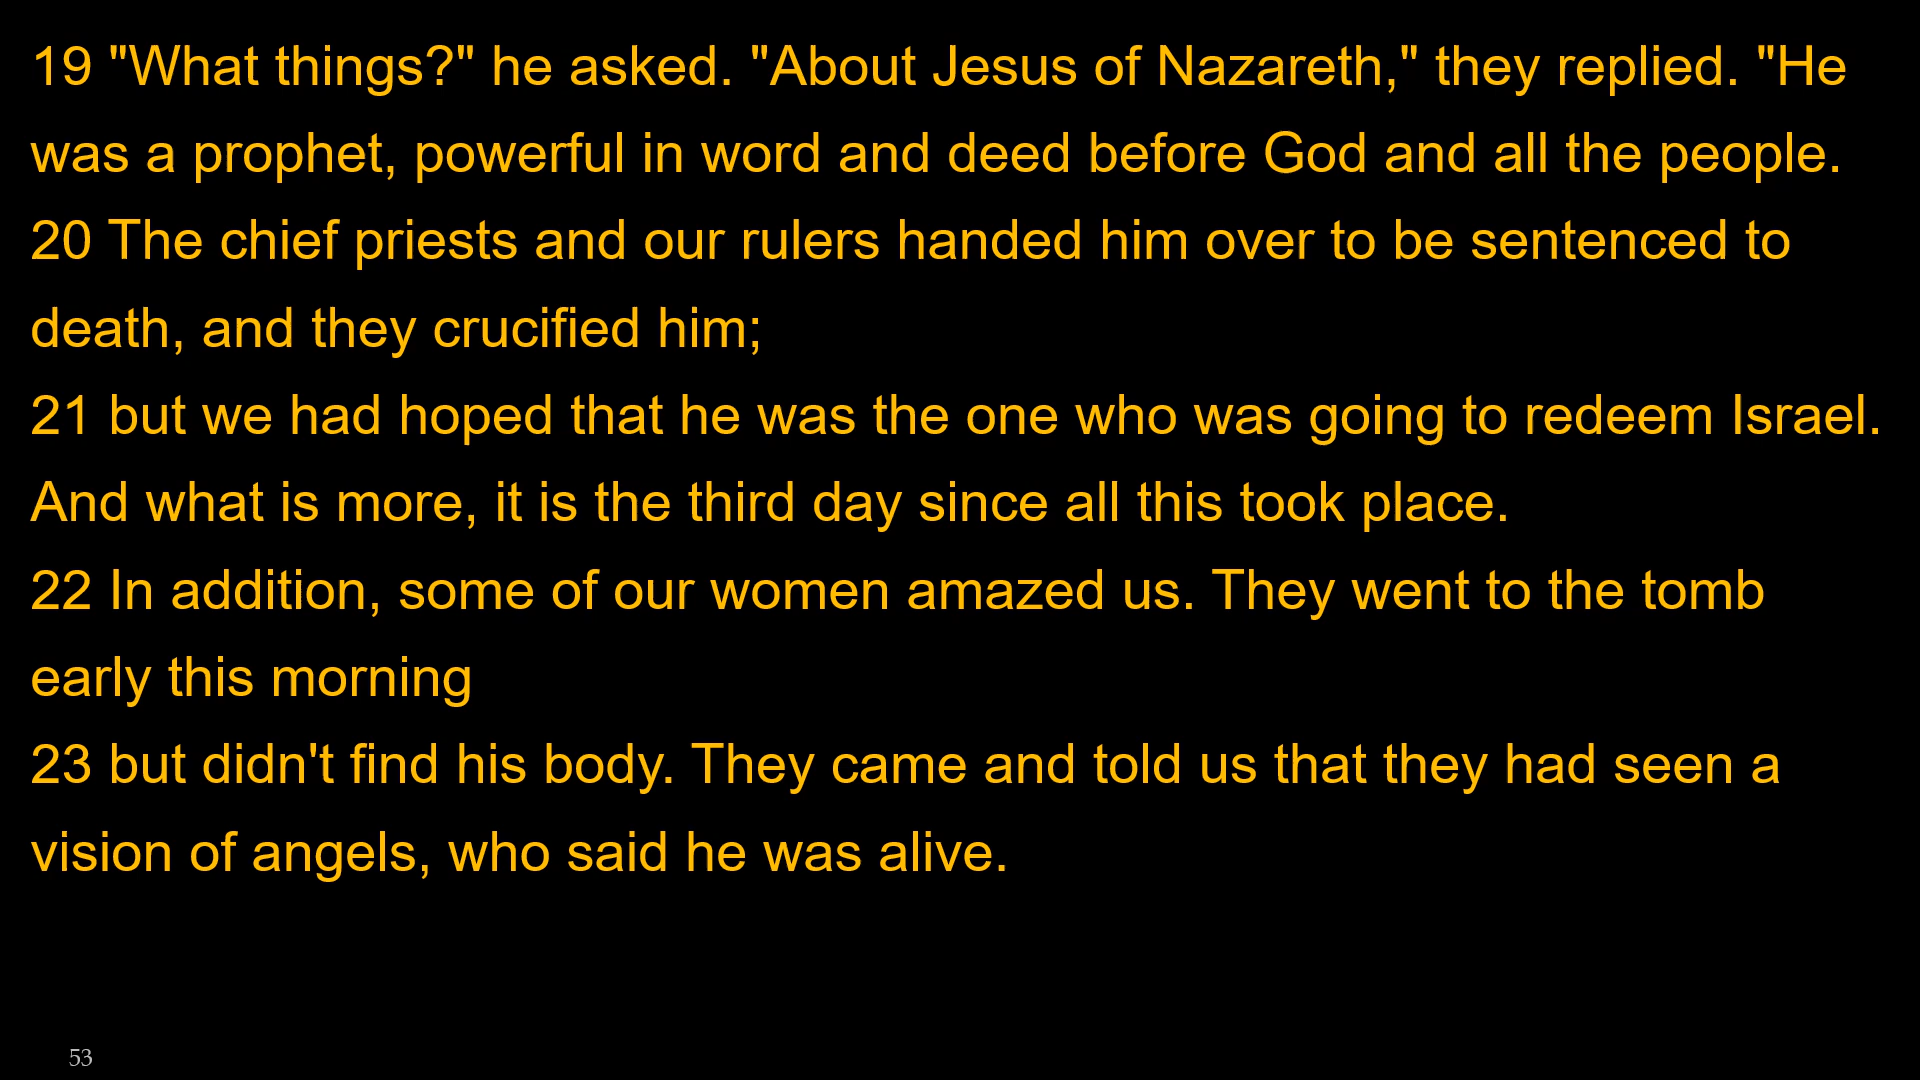 19 "What things?" he asked. "About Jesus of Nazareth," they replied. "He
was a prophet, powerful in word and deed before God and all the people.
20 The chief priests and our rulers handed him over to be sentenced to
death, and they crucified him;
21 but we had hoped that he was the one who was going to redeem Israel.
And what is more, it is the third day since all this took place.
22 In addition, some of our women amazed us. They went to the tomb
early this morning
23 but didn't find his body. They came and told us that they had seen a
vision of angels, who said he was alive.
53